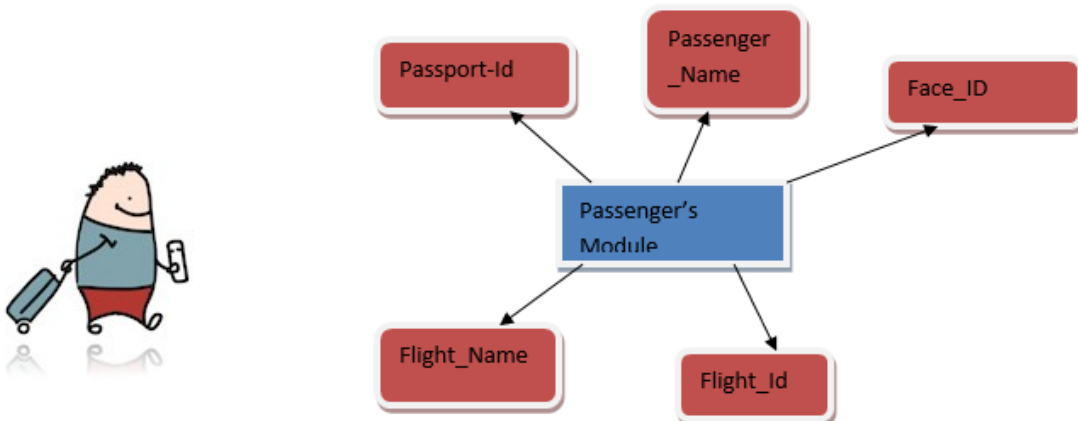 Passenger
_Name
Passport-Id
Face_ID
Passenger’s
Module
Flight_Name
Flight_Id